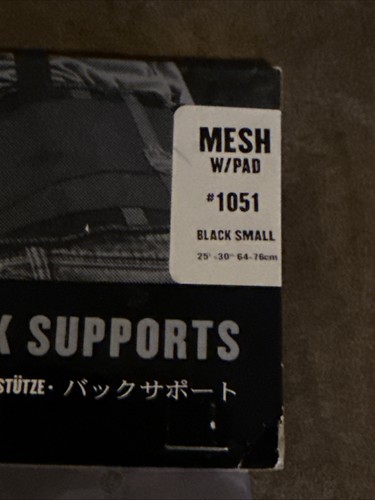 MESH
W/PAD
#1051
BLACK SMALL
25"-30" 64-76cm
K SUPPORTS
STÜTZE・バックサポート